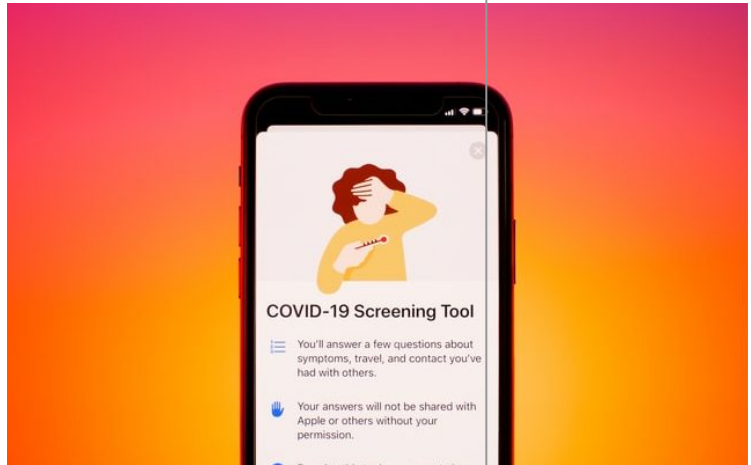 COVID-19 Screening Tool
You'll answer a few questions about
symptoms, travel, and contact you've
had with others.
Your answers will not be shared with
Apple or others without your
permission.